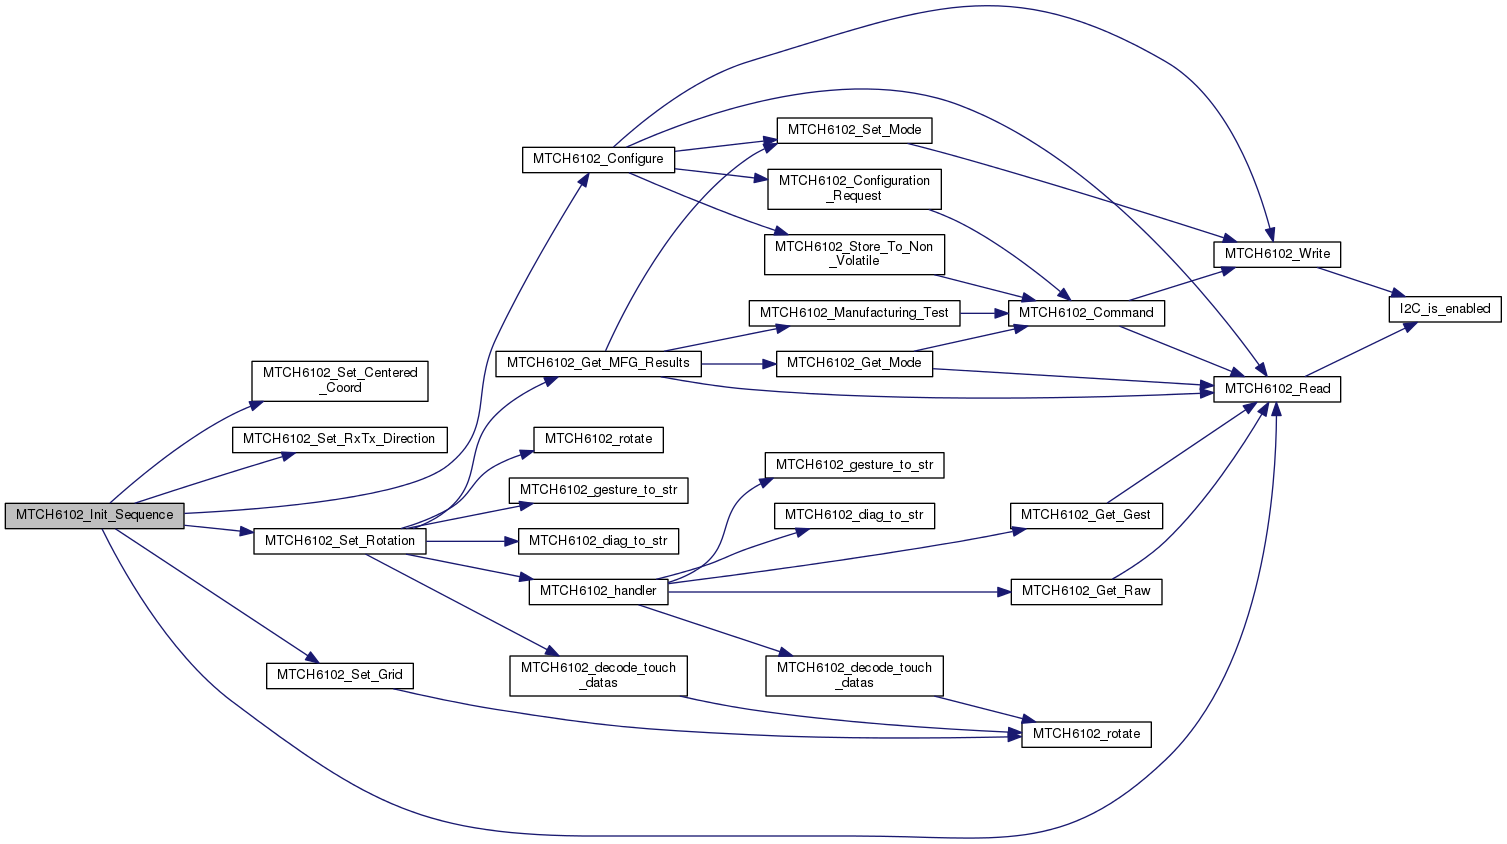 MTCH6102_Init_Sequence
MTCH6102_Set_Centered
_Coord
MTCH6102_Set_RxTx_Direction
MTCH6102_Set_Rotation
MTCH6102_Set_Grid
MTCH6102_Configure
MTCH6102_Get_MFG_Results
MTCH6102_rotate
MTCH6102_gesture_to_str
MTCH6102_diag_to_str
MTCH6102_handler
MTCH6102_decode_touch
_datas
MTCH6102_Set_Mode
MTCH6102_Configuration
_Request
MTCH6102_Store_To_Non
_Volatile
MTCH6102_Manufacturing_Test
MTCH6102_Get_Mode
MTCH6102_gesture_to_str
MTCH6102_diag_to_str
MTCH6102_decode_touch
_datas
MTCH6102_Command
MTCH6102_Get_Gest
MTCH6102_Get_Raw
MTCH6102_rotate
MTCH6102_Write
MTCH6102_Read
I2C_is_enabled